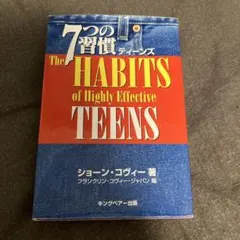 7つの
習慣 ティーンズ
The HABITS
of Highly Effective
TEENS
ショーン・コヴィー 著
フランクリン・コヴィー・ジャパン 編
キングベアー出版